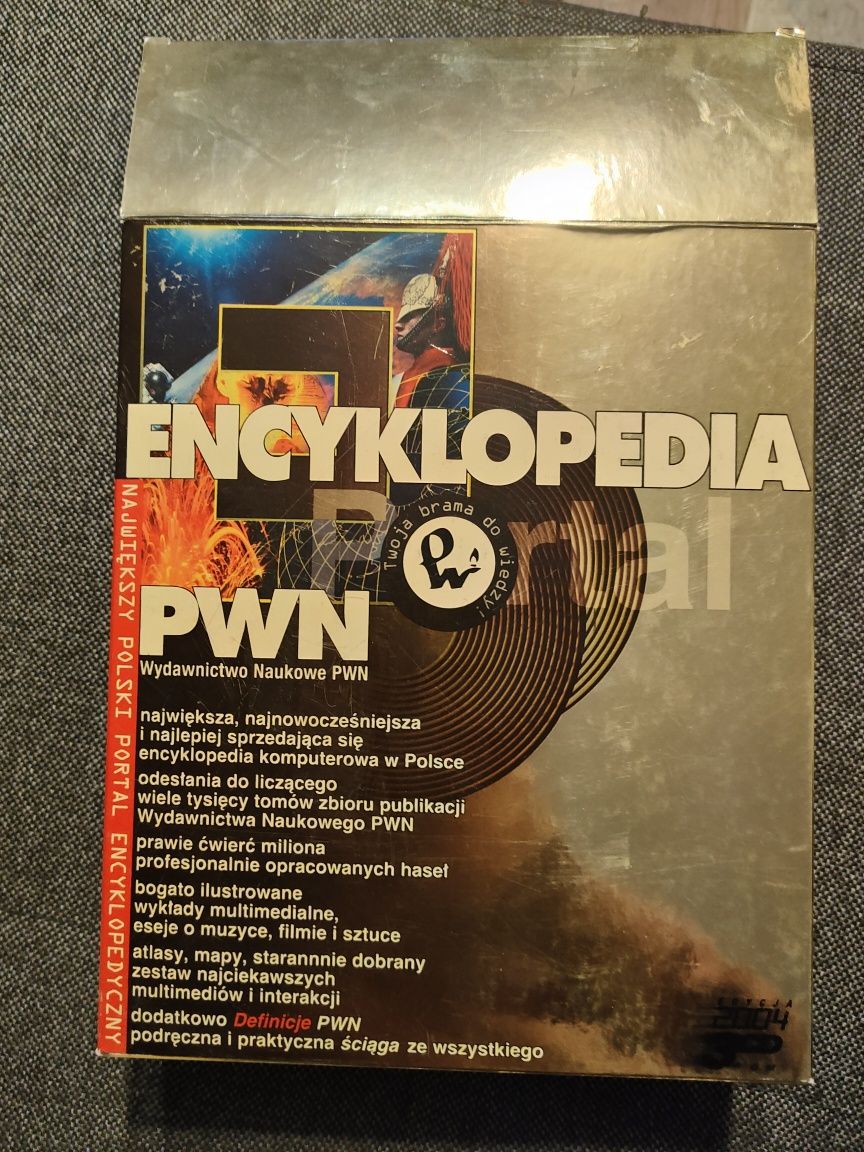 ENCYKLOPEDIA
Portal
Twoja brama do wiedzy!
PW
PWN
Wydawnictwo Naukowe PWN
NAJWIĘKSZY POLSKI PORTAL ENCYKLOPEDYCZNY
największa, najnowocześniejsza
i najlepiej sprzedająca się
encyklopedia komputerowa w Polsce
odesłania do liczącego
wiele tysięcy tomów zbioru publikacji
Wydawnictwa Naukowego PWN
prawie ćwierć miliona
profesjonalnie opracowanych haseł
bogato ilustrowane
wykłady multimedialne,
eseje o muzyce, filmie i sztuce
atlasy, mapy, starannnie dobrany
zestaw najciekawszych
multimediów i interakcji
dodatkowo Definicje PWN
podręczna i praktyczna ściąga ze wszystkiego
EDYCJA
2004